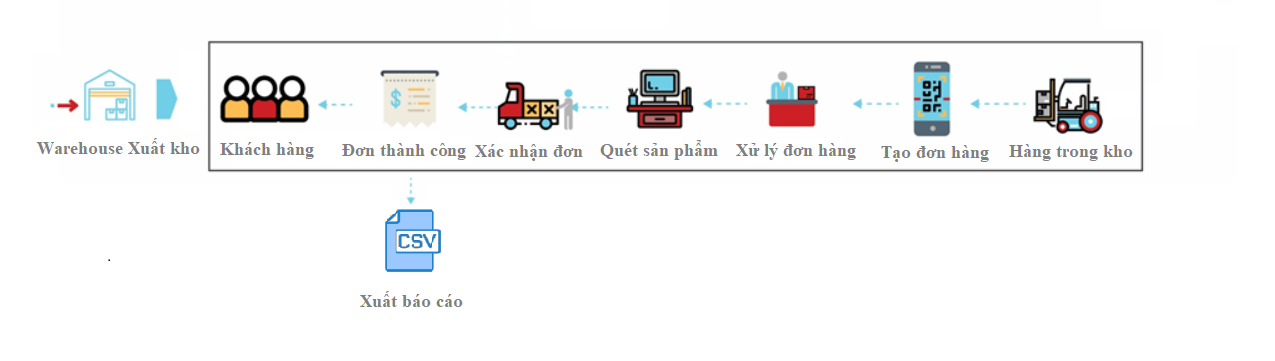 Warehouse Xuất kho
Khách hàng
Đơn thành công
Xác nhận đơn
Quét sản phẩm
Xử lý đơn hàng
Tạo đơn hàng
Hàng trong kho
$
CSV
Xuất báo cáo
.